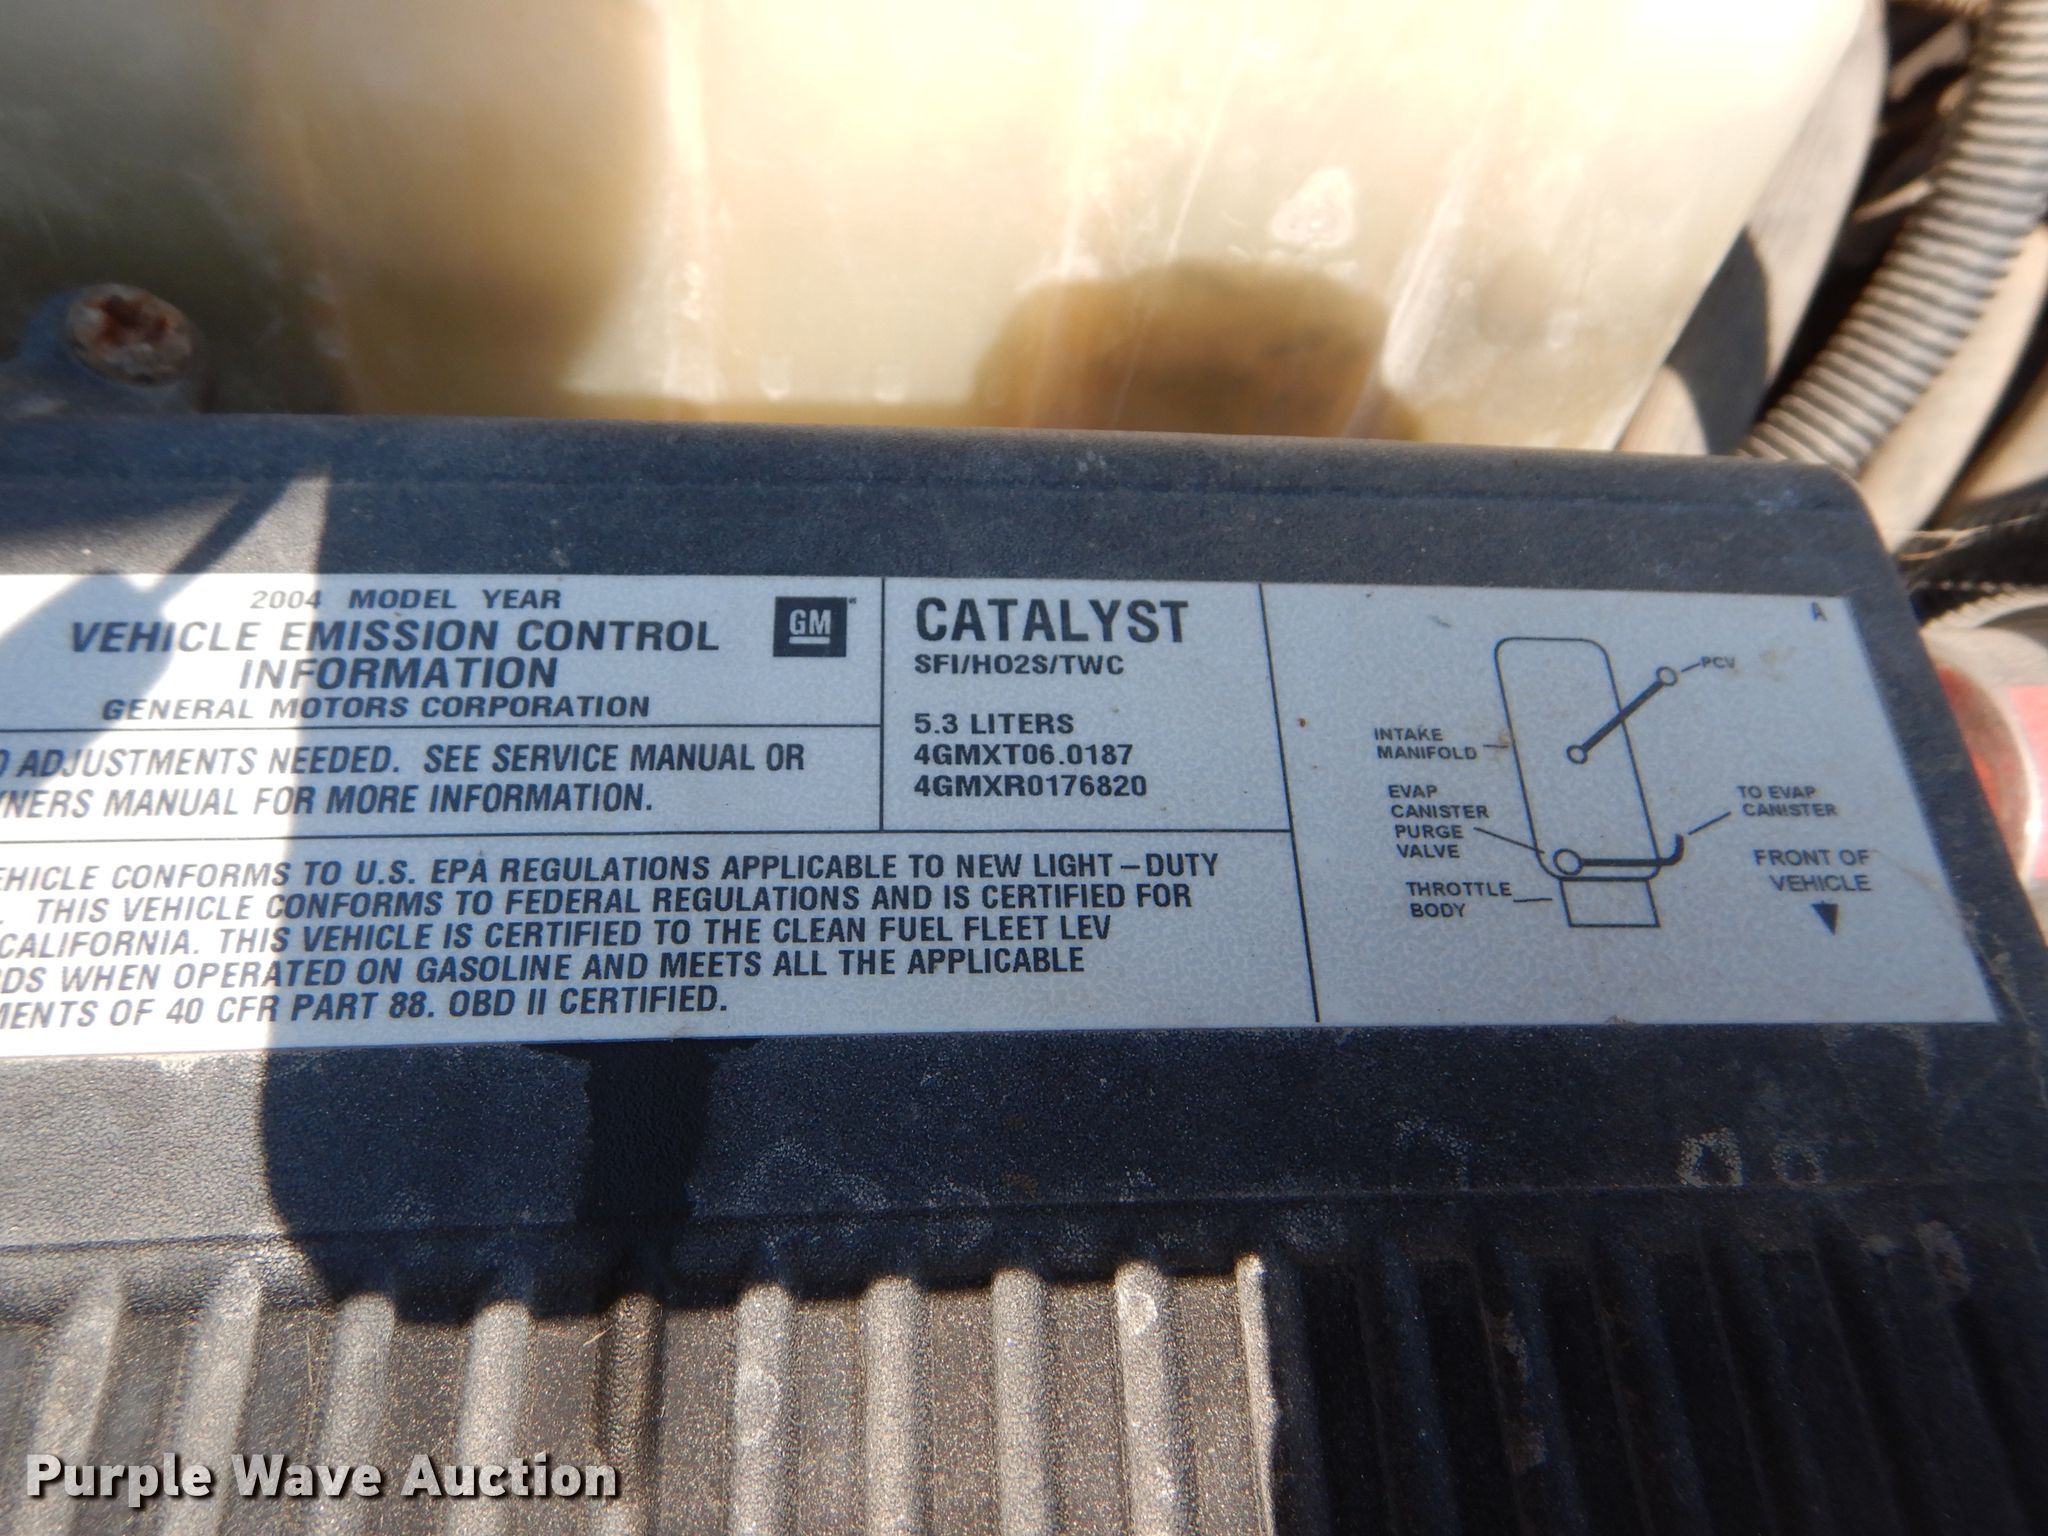 2004 MODEL YEAR
VEHICLE EMISSION CONTROL
INFORMATION
GENERAL MOTORS CORPORATION
GM
ADJUSTMENTS NEEDED. SEE SERVICE MANUAL OR
MANUAL FOR MORE INFORMATION.
CATALYST
SFI/HO2S/TWC
5.3 LITERS
4GMXT06.0187
4GMXR0176820
CONFORMS TO U.S. EPA REGULATIONS APPLICABLE TO NEW LIGHT-DUTY
. THIS VEHICLE CONFORMS TO FEDERAL REGULATIONS AND IS CERTIFIED FOR
CALIFORNIA. THIS VEHICLE IS CERTIFIED TO THE CLEAN FUEL FLEET LEV
WHEN OPERATED ON GASOLINE AND MEETS ALL THE APPLICABLE
OF 40 CFR PART 88. OBD II CERTIFIED.
A
PCV
INTAKE
MANIFOLD
EVAP
CANISTER
PURGE
VALVE
THROTTLE
BODY
TO EVAP
CANISTER
FRONT OF
VEHICLE
Purple Wave Auction